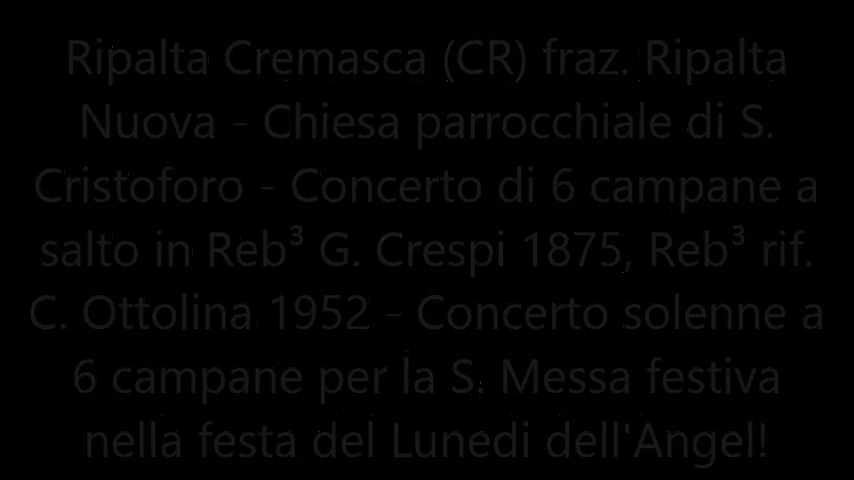 Ripalta Cremasca (CR) fraz. Ripalta
Nuova - Chiesa parrocchiale di S.
Cristoforo - Concerto di 6 campane a
salto in Reb³ G. Crespi 1875, Reb³ rif.
C. Ottolina 1952 - Concerto solenne a
6 campane per la S. Messa festiva
nella festa del Lunedi dell'Angel!